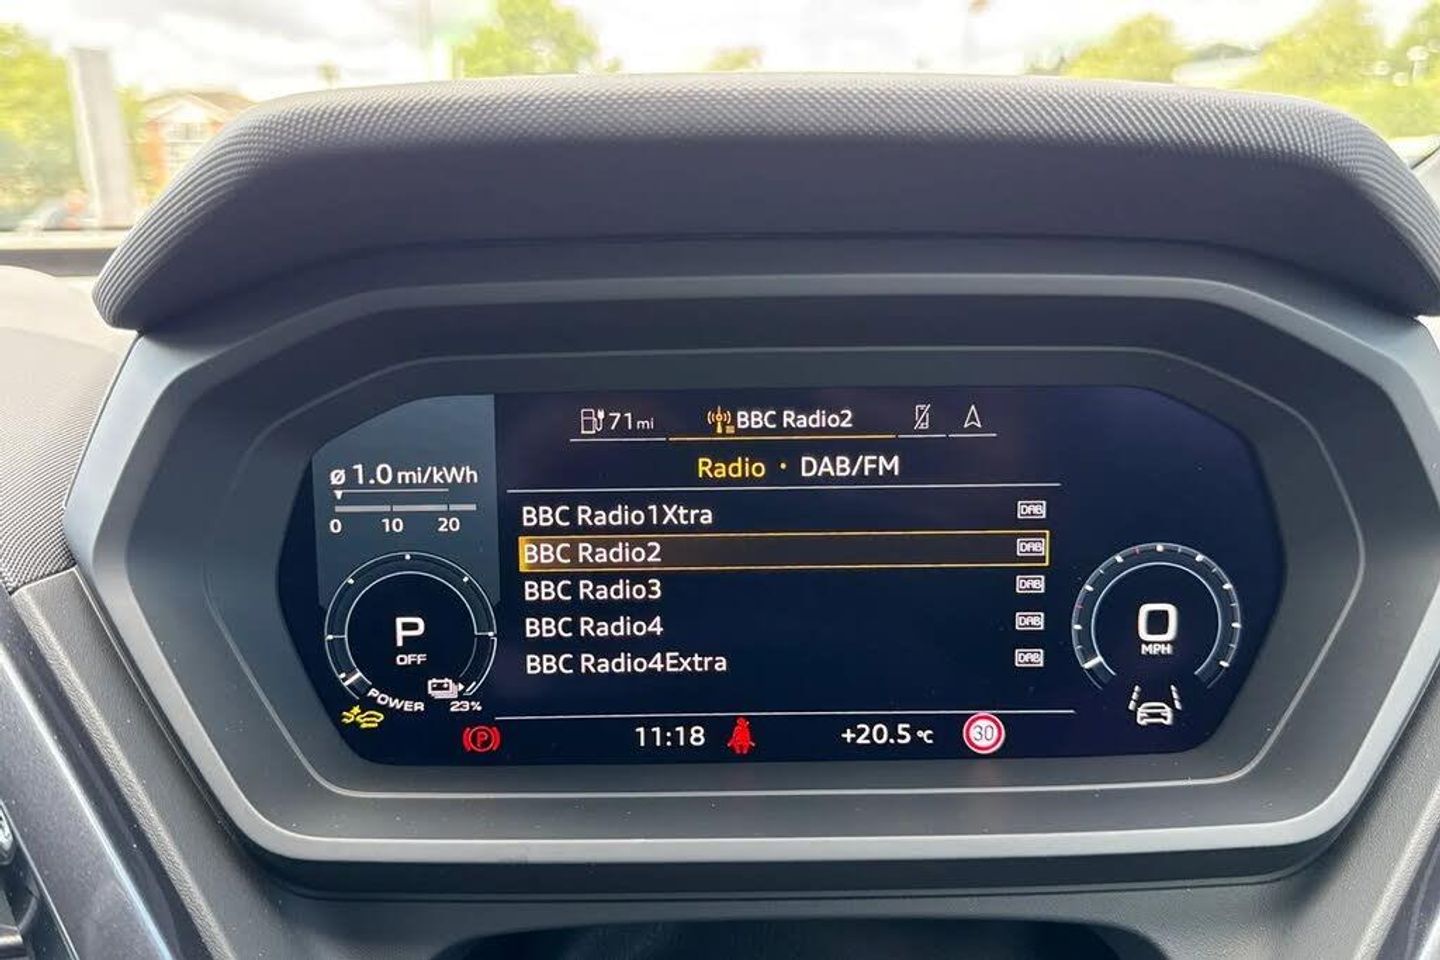 71 mi BBC Radio2
Radio · DAB/FM
ø 1.0 mi/kWh
0 10 20
BBC Radio1Xtra DAB
BBC Radio2 DAB
BBC Radio3 DAB
BBC Radio4 DAB
BBC Radio4Extra DAB
P
OFF
POWER
23%
0
MPH
P
11:18
+20.5 °C
30